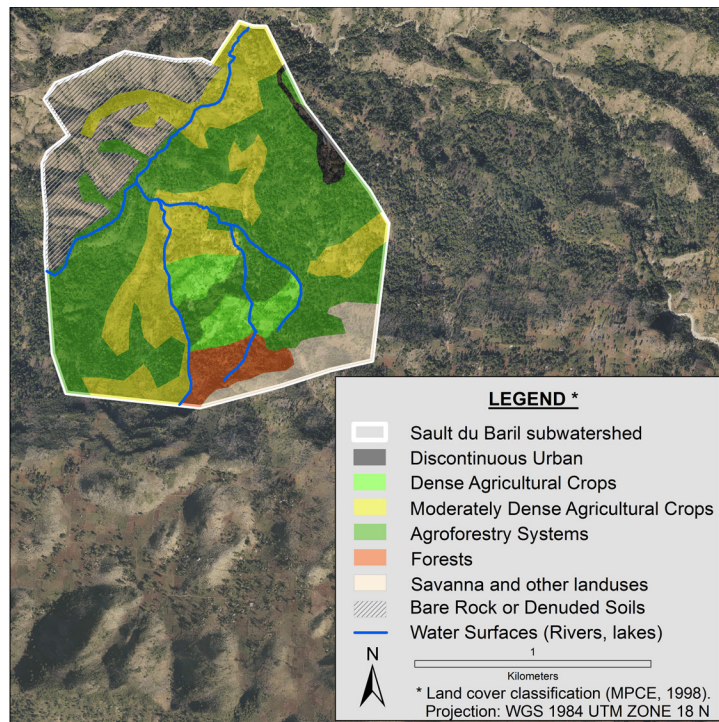 LEGEND *
Sault du Baril subwatershed
Discontinuous Urban
Dense Agricultural Crops
Moderately Dense Agricultural Crops
Agroforestry Systems
Forests
Savanna and other landuses
Bare Rock or Denuded Soils
Water Surfaces (Rivers, lakes)
N
1
Kilometers
* Land cover classification (MPCE, 1998).
Projection: WGS 1984 UTM ZONE 18 N